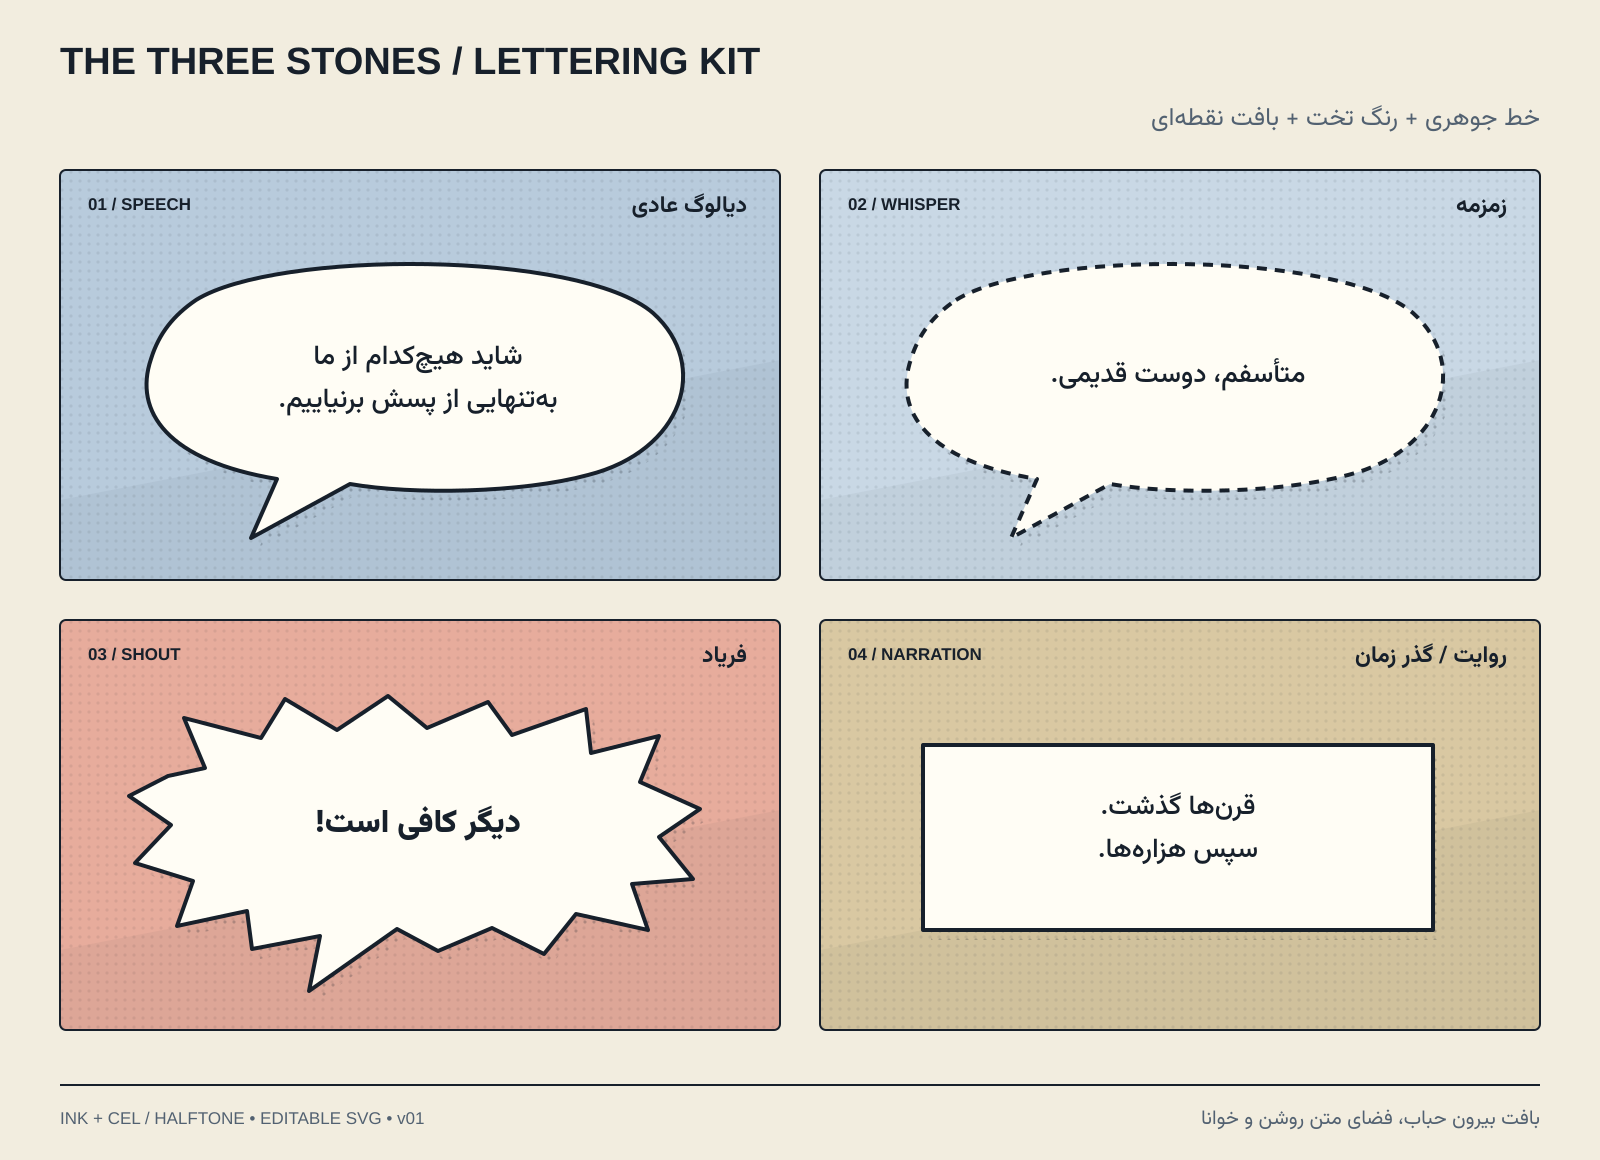 THE THREE STONES / LETTERING KIT
خط جوهری + رنگ تخت + بافت نقطه‌ای
01 / SPEECH
دیالوگ عادی
شاید هیچ‌کدام از ما
به‌تنهایی از پسش برنیاییم.
02 / WHISPER
زمزمه
متأسفم، دوست قدیمی.
03 / SHOUT
فریاد
دیگر کافی است!
04 / NARRATION
روایت / گذر زمان
قرن‌ها گذشت.
سپس هزاره‌ها.
INK + CEL / HALFTONE • EDITABLE SVG • v01
بافت بیرون حباب، فضای متن روشن و خوانا